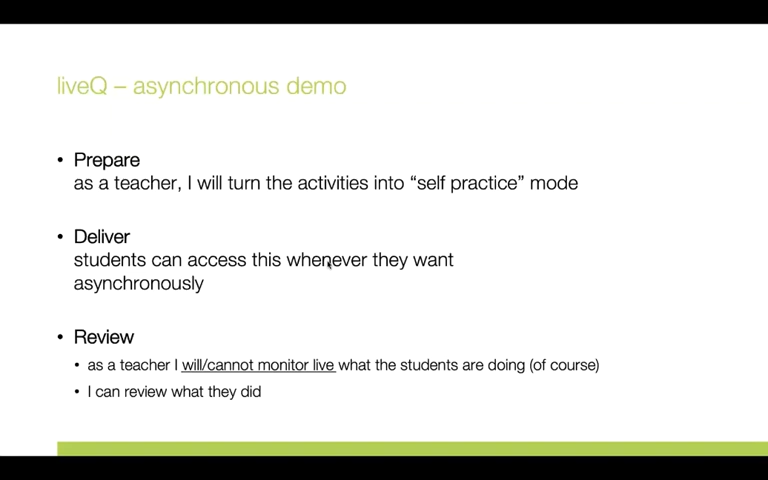 liveQ – asynchronous demo
• Prepare
as a teacher, I will turn the activities into “self practice” mode
• Deliver
students can access this whenever they want
asynchronously
• Review
• as a teacher I will/cannot monitor live what the students are doing (of course)
• I can review what they did